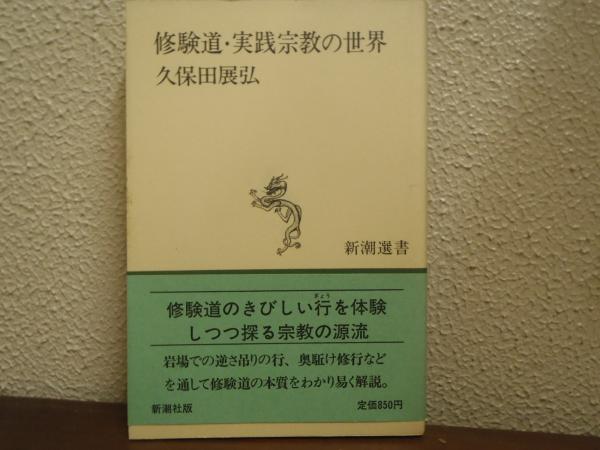 修験道・実践宗教の世界
久保田展弘
新潮選書
修験道のきびしい行を体験
ぎょう
しつつ探る宗教の源流
岩場での逆さ吊りの行、奥駈け修行など
を通して修験道の本質をわかり易く解説。
新潮社版 定価850円